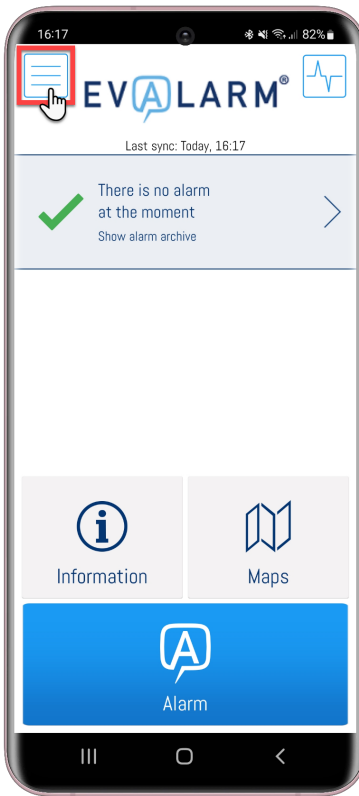 16:17
82%
EVALARM®
Last sync: Today, 16:17
There is no alarm
at the moment
Show alarm archive
Information
Maps
Alarm